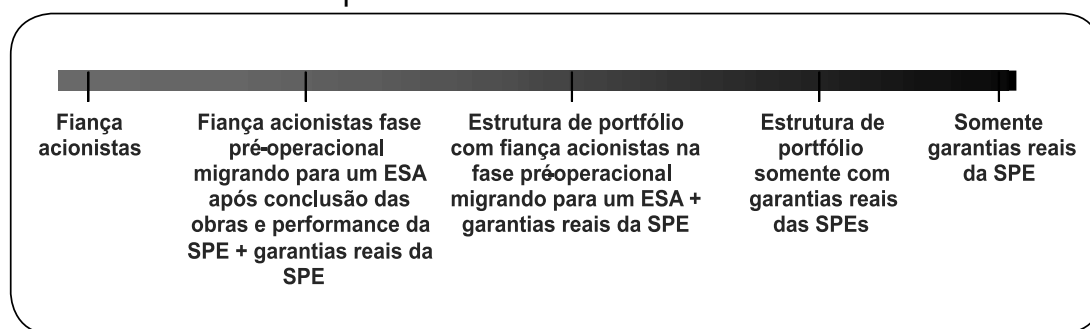 Fiança
acionistas
Fiança acionistas fase
pré-operacional
migrando para um ESA
após conclusão das
obras e performance da
SPE + garantias reais da
SPE
Estrutura de portfólio
com fiança acionistas na
fase pré-operacional
migrando para um ESA +
garantias reais da SPE
Estrutura de
portfólio
somente com
garantias reais
das SPEs
Somente
garantias reais
da SPE